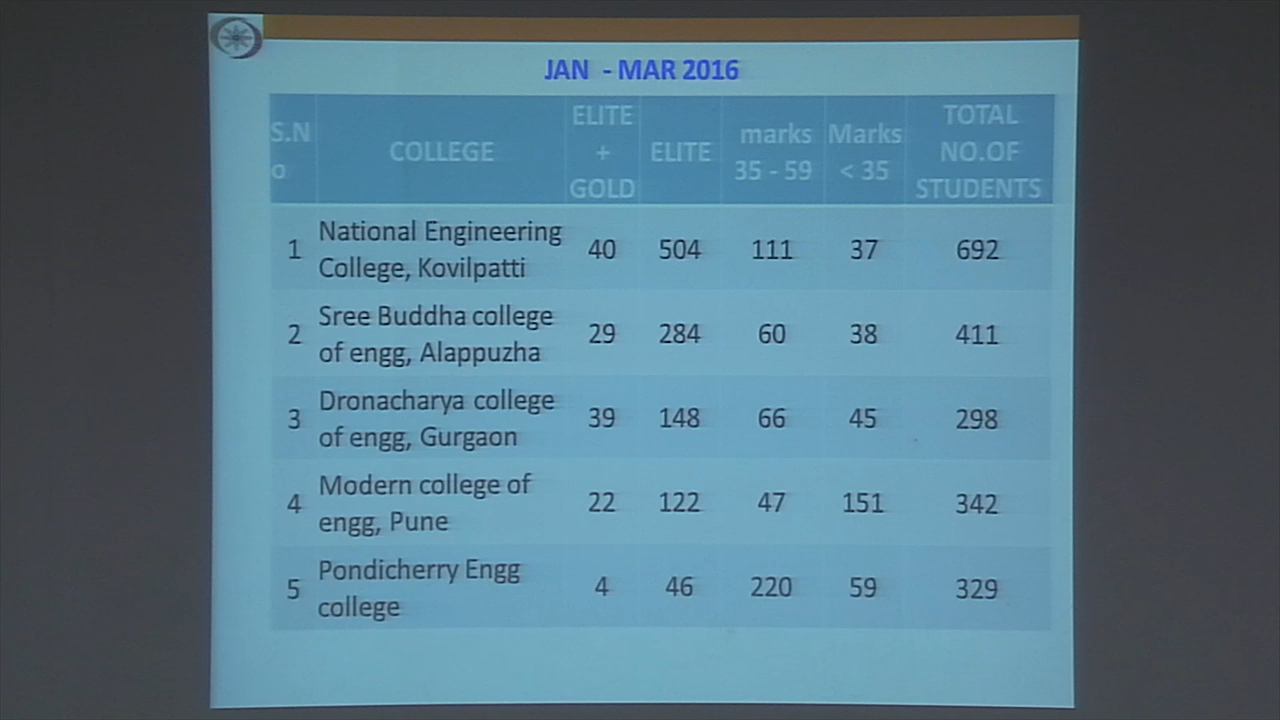 JAN - MAR 2016
S.N
o
COLLEGE
ELITE
+
GOLD
ELITE
marks
35 - 59
Marks
< 35
TOTAL
NO.OF
STUDENTS
1 National Engineering
College, Kovilpatti 40 504 111 37 692
2 Sree Buddha college
of engg, Alappuzha 29 284 60 38 411
3 Dronacharya college
of engg, Gurgaon 39 148 66 45 298
4 Modern college of
engg, Pune 22 122 47 151 342
5 Pondicherry Engg
college 4 46 220 59 329